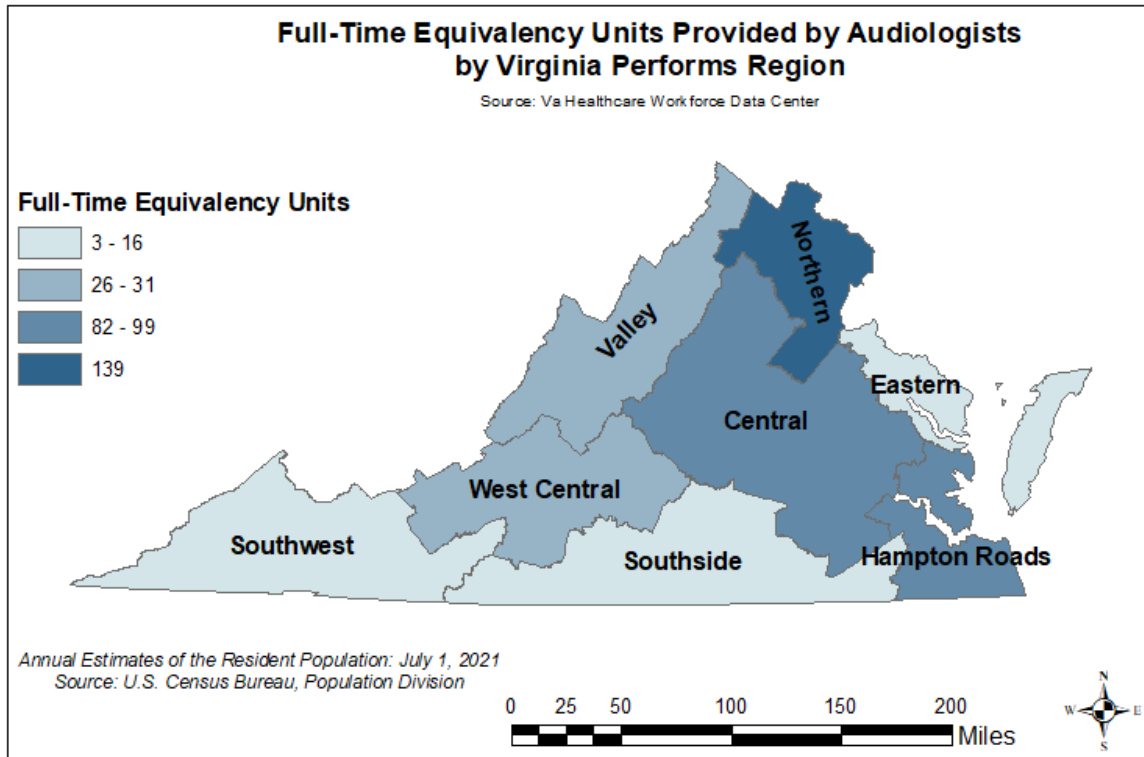 Full-Time Equivalency Units Provided by Audiologists
by Virginia Performs Region
Source: Va Healthcare Workforce Data Center
Full-Time Equivalency Units
3 - 16
26 - 31
82 - 99
139
Northern
Valley
Eastern
Central
West Central
Southwest
Southside
Hampton Roads
Annual Estimates of the Resident Population: July 1, 2021
Source: U.S. Census Bureau, Population Division
0 25 50 100 150 200
Miles
N
W E
S